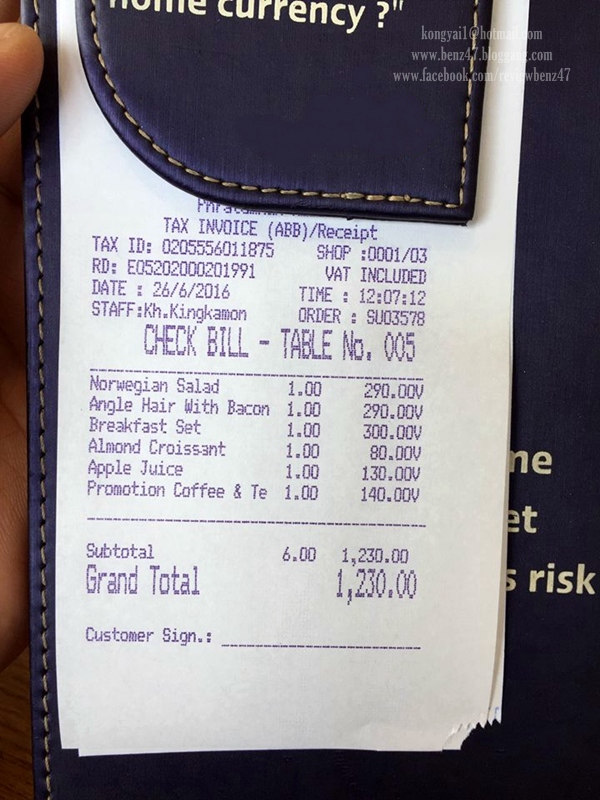 home currency ?"
kongyai1@hotmail.com
www.benz47.bloggang.com
www.facebook.com/reviewbenz47
TAX INVOICE (ABB)/Receipt
TAX ID: 0205556011875 SHOP :0001/03
RD: E05202000201991 VAT INCLUDED
DATE : 26/6/2016 TIME : 12:07:12
STAFF:Kh.Kingkamon ORDER : SU03578
CHECK BILL - TABLE No. 005
Norwegian Salad 1.00 290.00V
Angle Hair With Bacon 1.00 290.00V
Breakfast Set 1.00 300.00V
Almond Croissant 1.00 80.00V
Apple Juice 1.00 130.00V
Promotion Coffee & Te 1.00 140.00V
Subtotal 6.00 1,230.00
Grand Total 1,230.00
Customer Sign.:
me
et
s risk